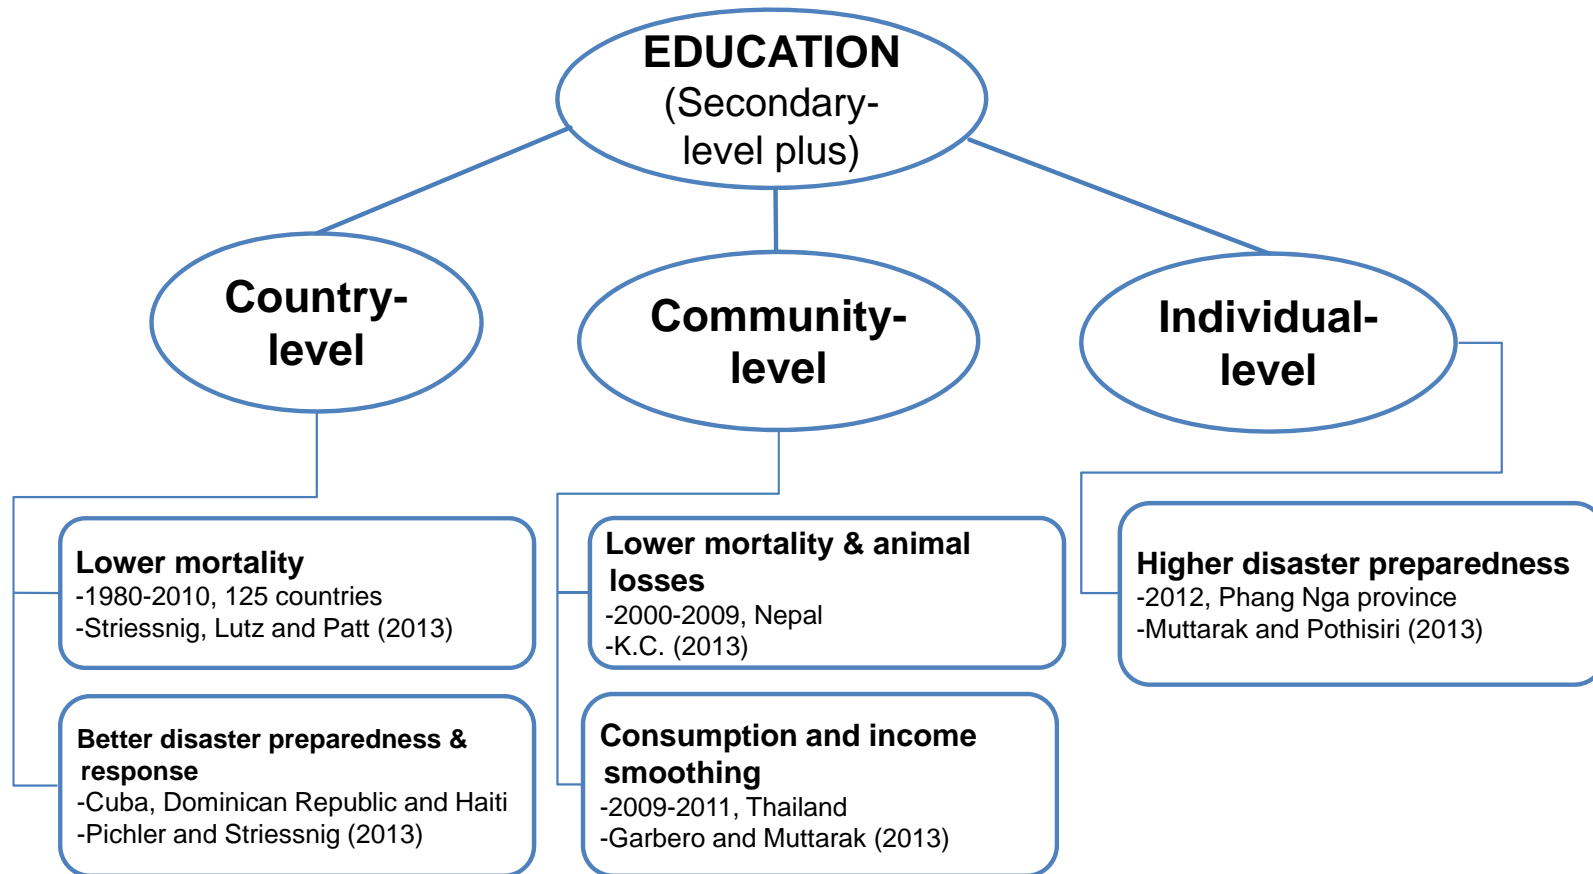 EDUCATION
(Secondary-
level plus)
Country-
level
Community-
level
Individual-
level
Lower mortality
-1980-2010, 125 countries
-Striessnig, Lutz and Patt (2013)
Better disaster preparedness &
response
-Cuba, Dominican Republic and Haiti
-Pichler and Striessnig (2013)
Lower mortality & animal
losses
-2000-2009, Nepal
-K.C. (2013)
Consumption and income
smoothing
-2009-2011, Thailand
-Garbero and Muttarak (2013)
Higher disaster preparedness
-2012, Phang Nga province
-Muttarak and Pothisiri (2013)